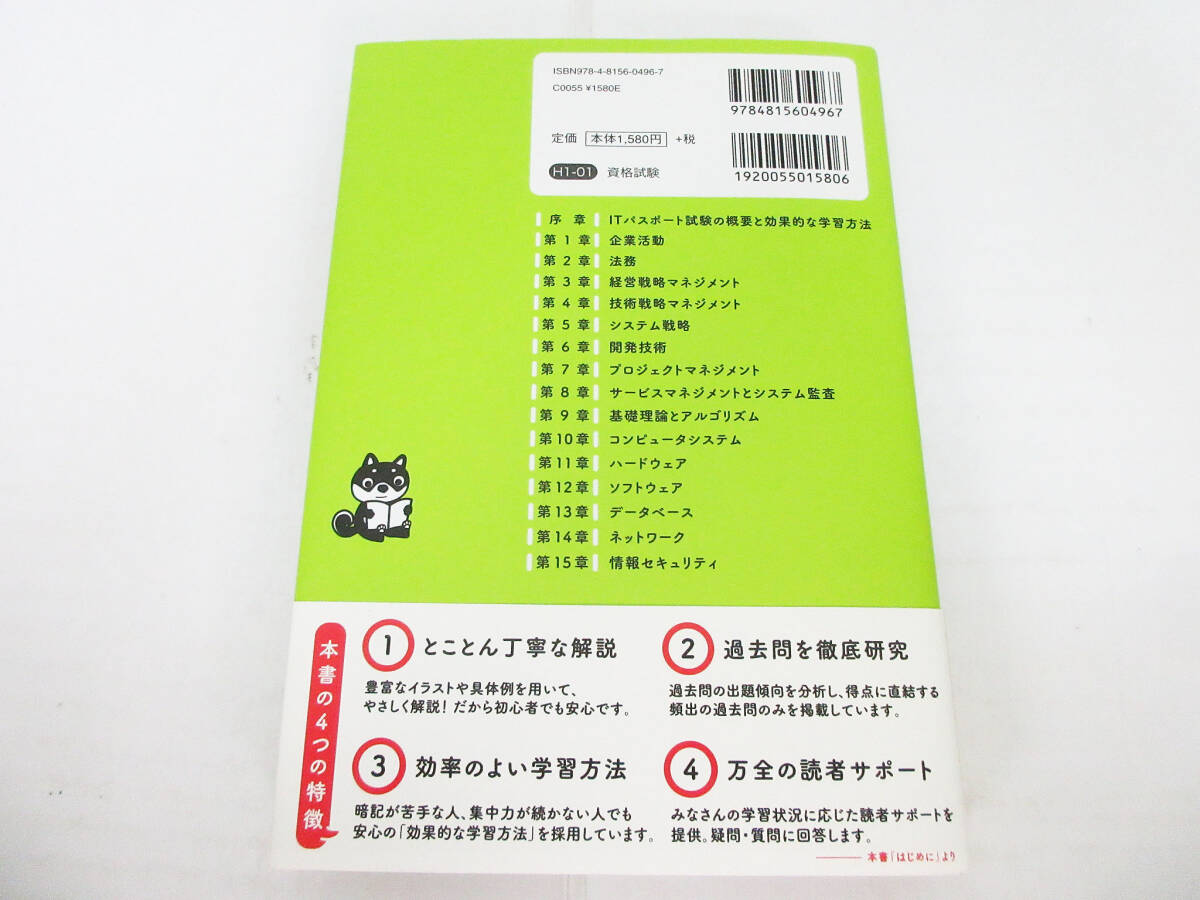 ISBN978-4-8156-0496-7
C0055 ¥1580E
9784815604967
定価 本体1,580円 +税
1920055015806
H1-01 資格試験
序章 ITパスポート試験の概要と効果的な学習方法
第1章 企業活動
第2章 法務
第3章 経営戦略マネジメント
第4章 技術戦略マネジメント
第5章 システム戦略
第6章 開発技術
第7章 プロジェクトマネジメント
第8章 サービスマネジメントとシステム監査
第9章 基礎理論とアルゴリズム
第10章 コンピュータシステム
第11章 ハードウェア
第12章 ソフトウェア
第13章 データベース
第14章 ネットワーク
第15章 情報セキュリティ
本書の4つの特徴
1 とことん丁寧な解説
豊富なイラストや具体例を用いて、
やさしく解説!だから初心者でも安心です。
2 過去問を徹底研究
過去問の出題傾向を分析し、得点に直結する
頻出の過去問のみを掲載しています。
3 効率のよい学習方法
暗記が苦手な人、集中力が続かない人でも
安心の「効果的な学習方法」を採用しています。
4 万全の読者サポート
みなさんの学習状況に応じた読者サポートを
提供。疑問・質問に回答します。
本書「はじめに」より